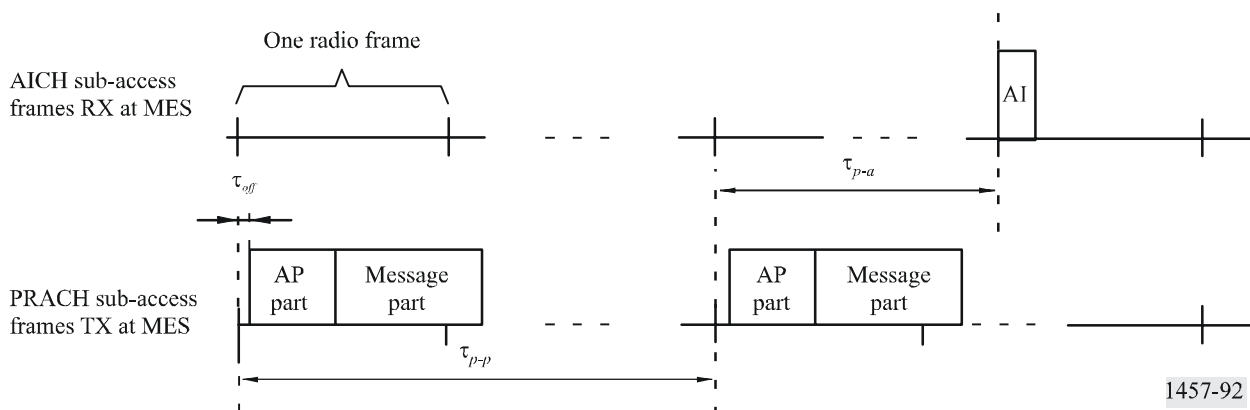 One radio frame
AICH sub-access
frames RX at MES
AI
τp-a
τoff
PRACH sub-access
frames TX at MES
AP
part
Message
part
AP
part
Message
part
τp-p
1457-92